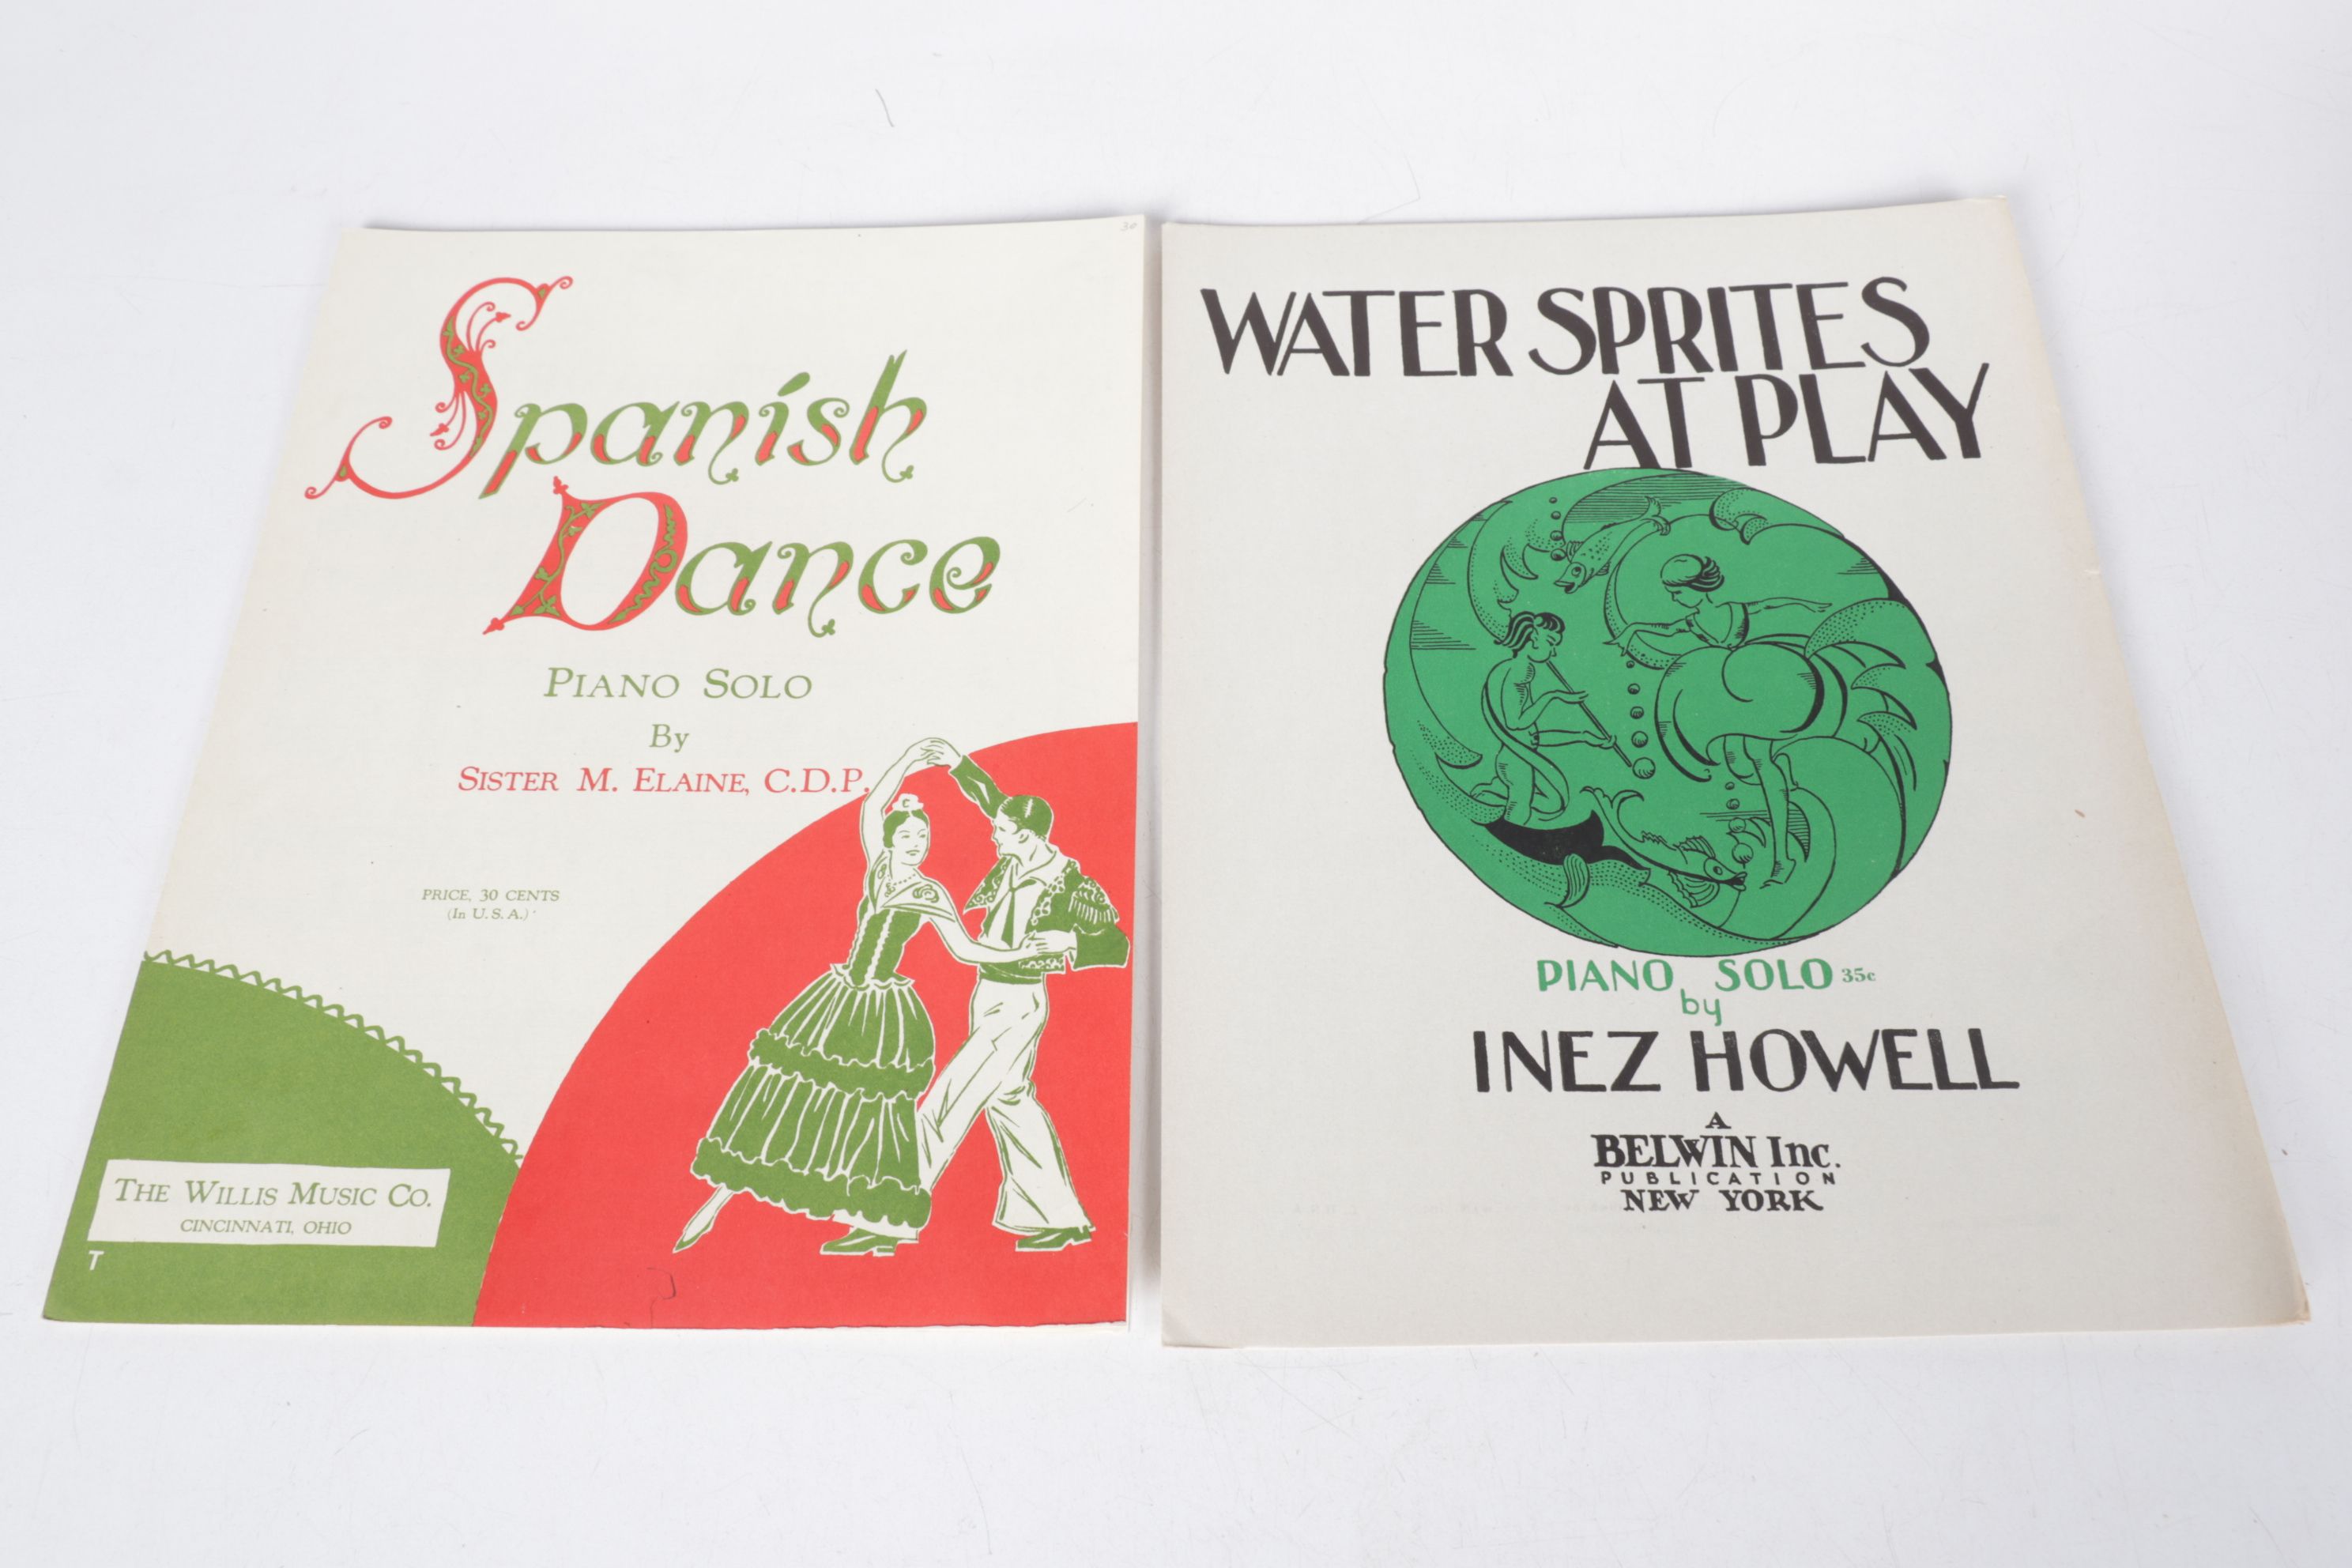 30
Spanish
Dance
PIANO SOLO
By
SISTER M. ELAINE, C.D.P.
PRICE, 30 CENTS
(In U.S.A.)
THE WILLIS MUSIC CO.
CINCINNATI, OHIO
T
WATER SPRITES
AT PLAY
PIANO SOLO 35c
by
INEZ HOWELL
A
BELWIN Inc.
PUBLICATION
NEW YORK